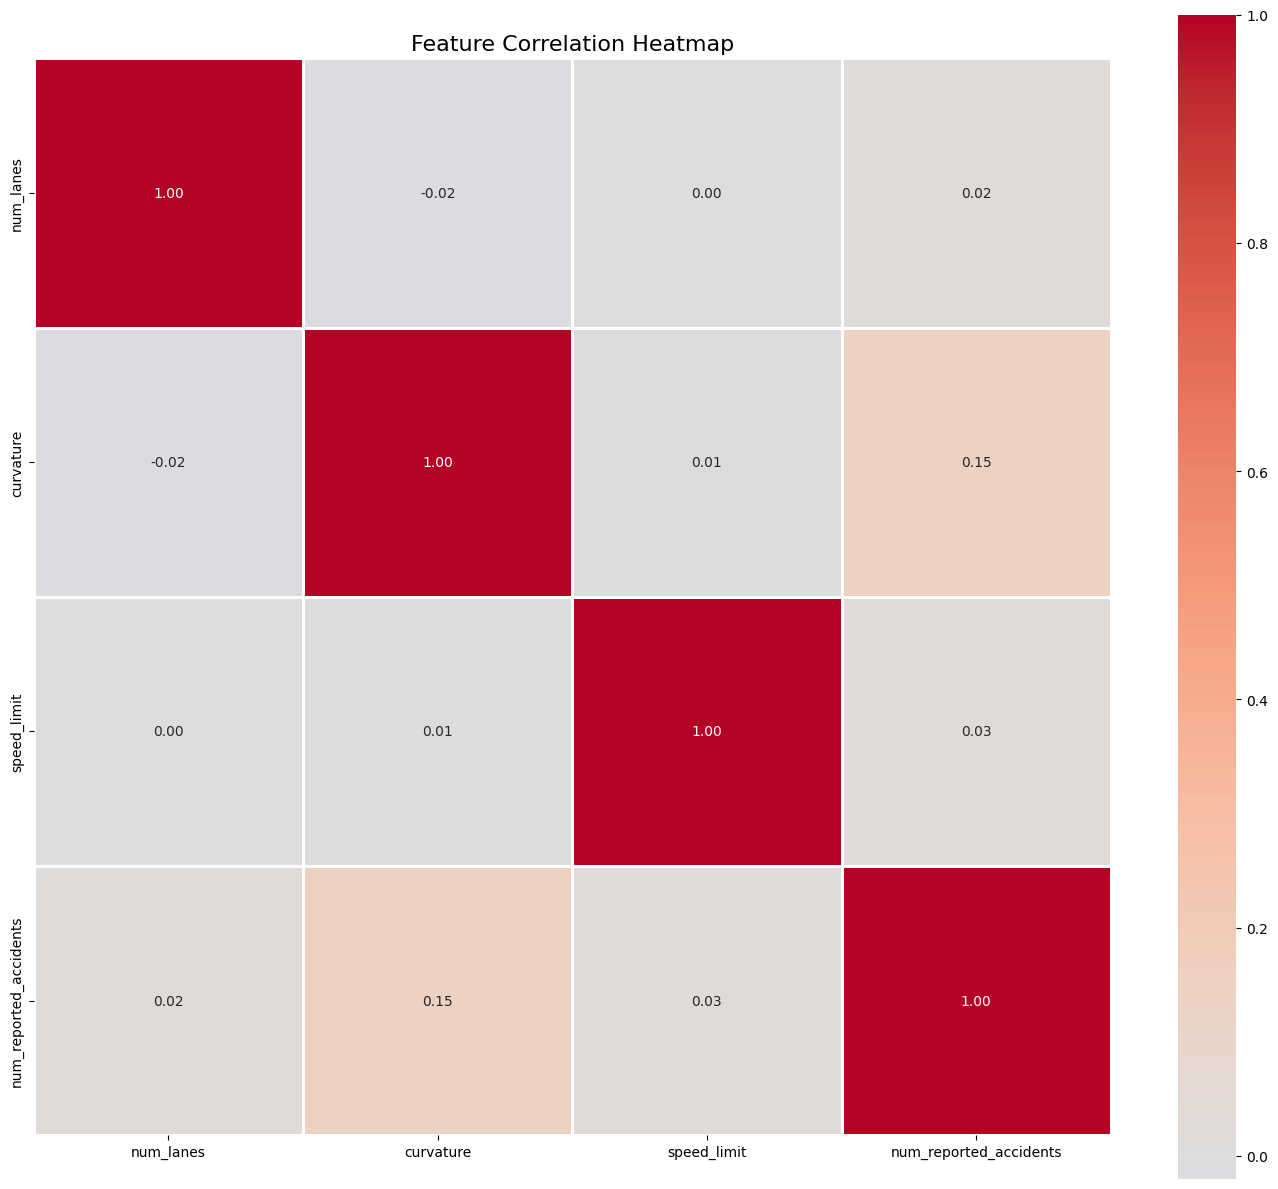 Feature Correlation Heatmap
num_lanes
1.00
-0.02
0.00
0.02
curvature
-0.02
1.00
0.01
0.15
speed_limit
0.00
0.01
1.00
0.03
num_reported_accidents
0.02
0.15
0.03
1.00
num_lanes
curvature
speed_limit
num_reported_accidents
1.0
0.8
0.6
0.4
0.2
0.0